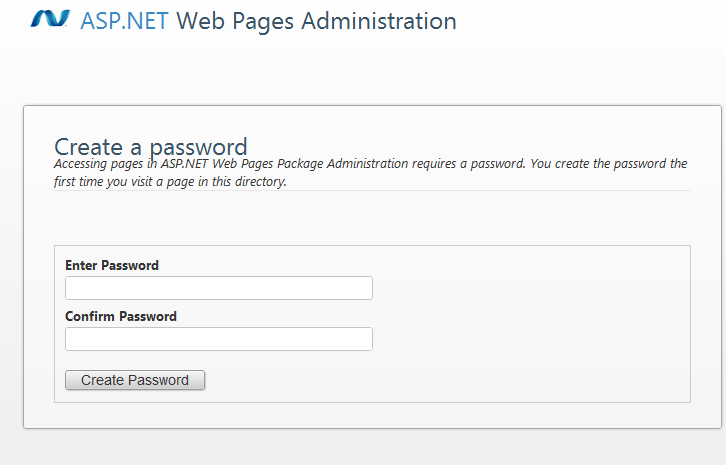 ASP.NET Web Pages Administration
Create a password
Accessing pages in ASP.NET Web Pages Package Administration requires a password. You create the password the
first time you visit a page in this directory.
Enter Password
Confirm Password
Create Password